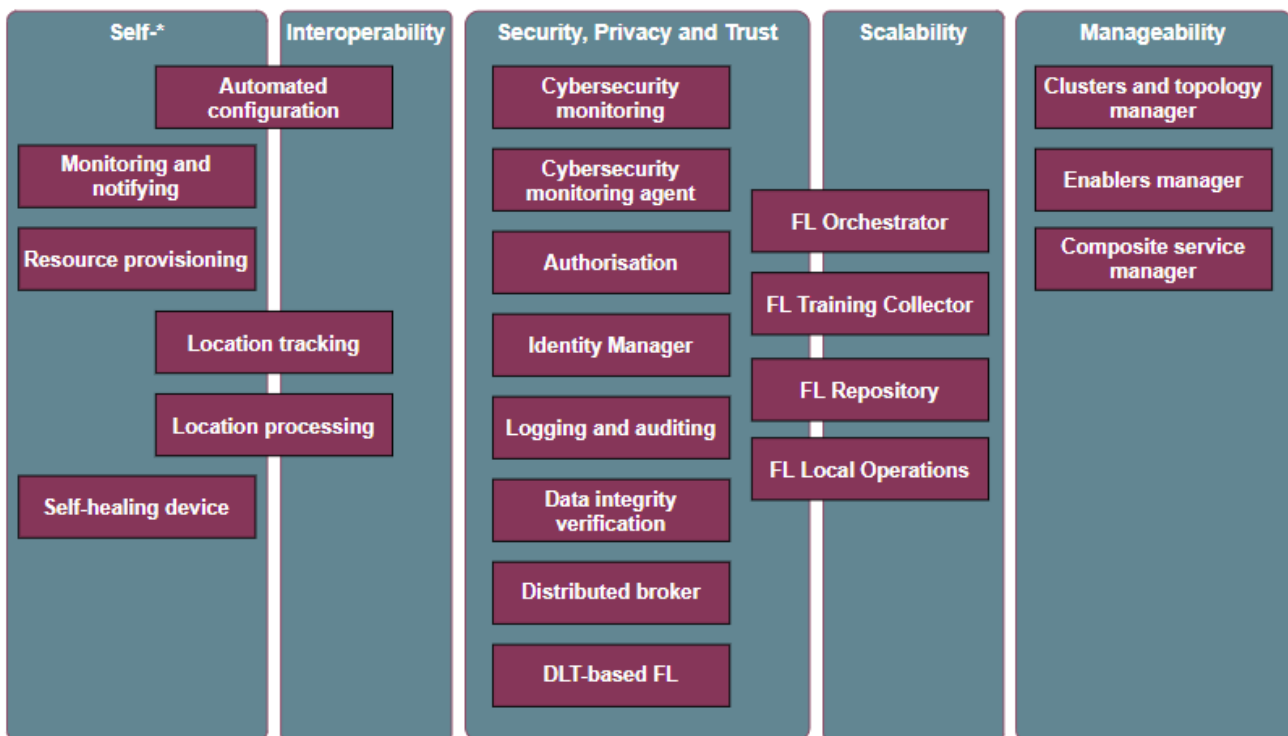 Self-*
Automated
configuration
Monitoring and
notifying
Resource provisioning
Location tracking
Location processing
Self-healing device
Interoperability
Security, Privacy and Trust
Cybersecurity
monitoring
Cybersecurity
monitoring agent
Authorisation
Identity Manager
Logging and auditing
Data integrity
verification
Distributed broker
DLT-based FL
Scalability
FL Orchestrator
FL Training Collector
FL Repository
FL Local Operations
Manageability
Clusters and topology
manager
Enablers manager
Composite service
manager